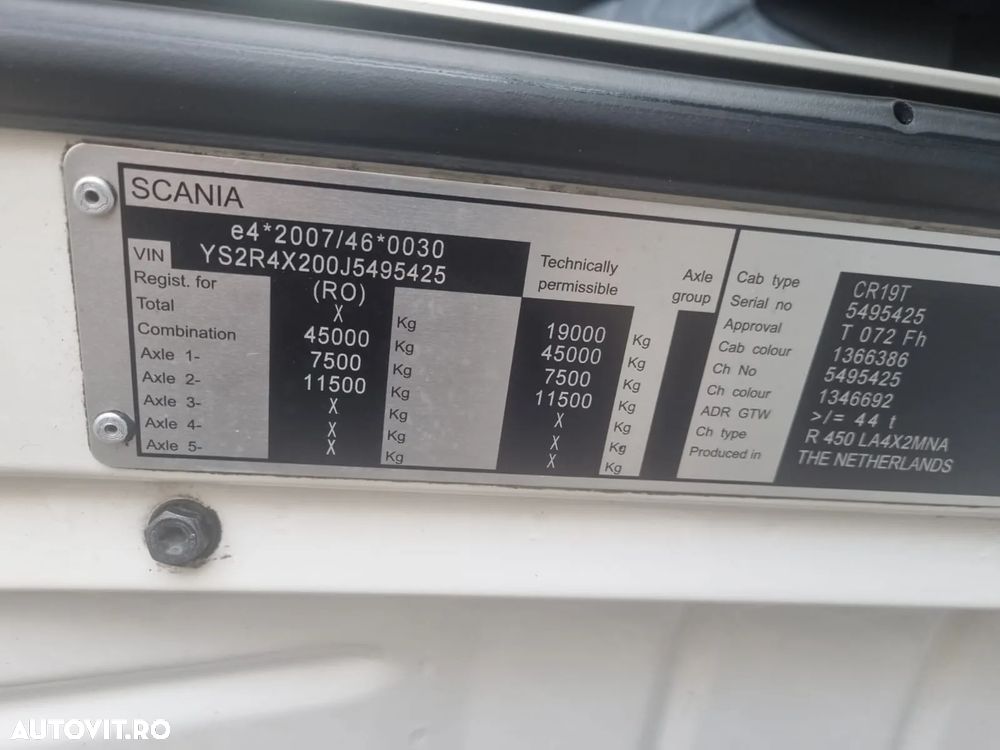 SCANIA
e4*2007/46*0030
VIN YS2R4X200J5495425
Regist. for (RO)
Technically permissible
Axle group
Total X Kg 19000 Kg
Combination 45000 Kg 45000 Kg
Axle 1- 7500 Kg 7500 Kg
Axle 2- 11500 Kg 11500 Kg
Axle 3- X Kg X Kg
Axle 4- X Kg X Kg
Axle 5- X Kg X Kg
Cab type CR19T
Serial no 5495425
Approval T 072 Fh
Cab colour 1366386
Ch No 5495425
Ch colour 1346692
ADR GTW >/= 44 t
Ch type R 450 LA4X2MNA
Produced in THE NETHERLANDS
AUTOVIT.RO